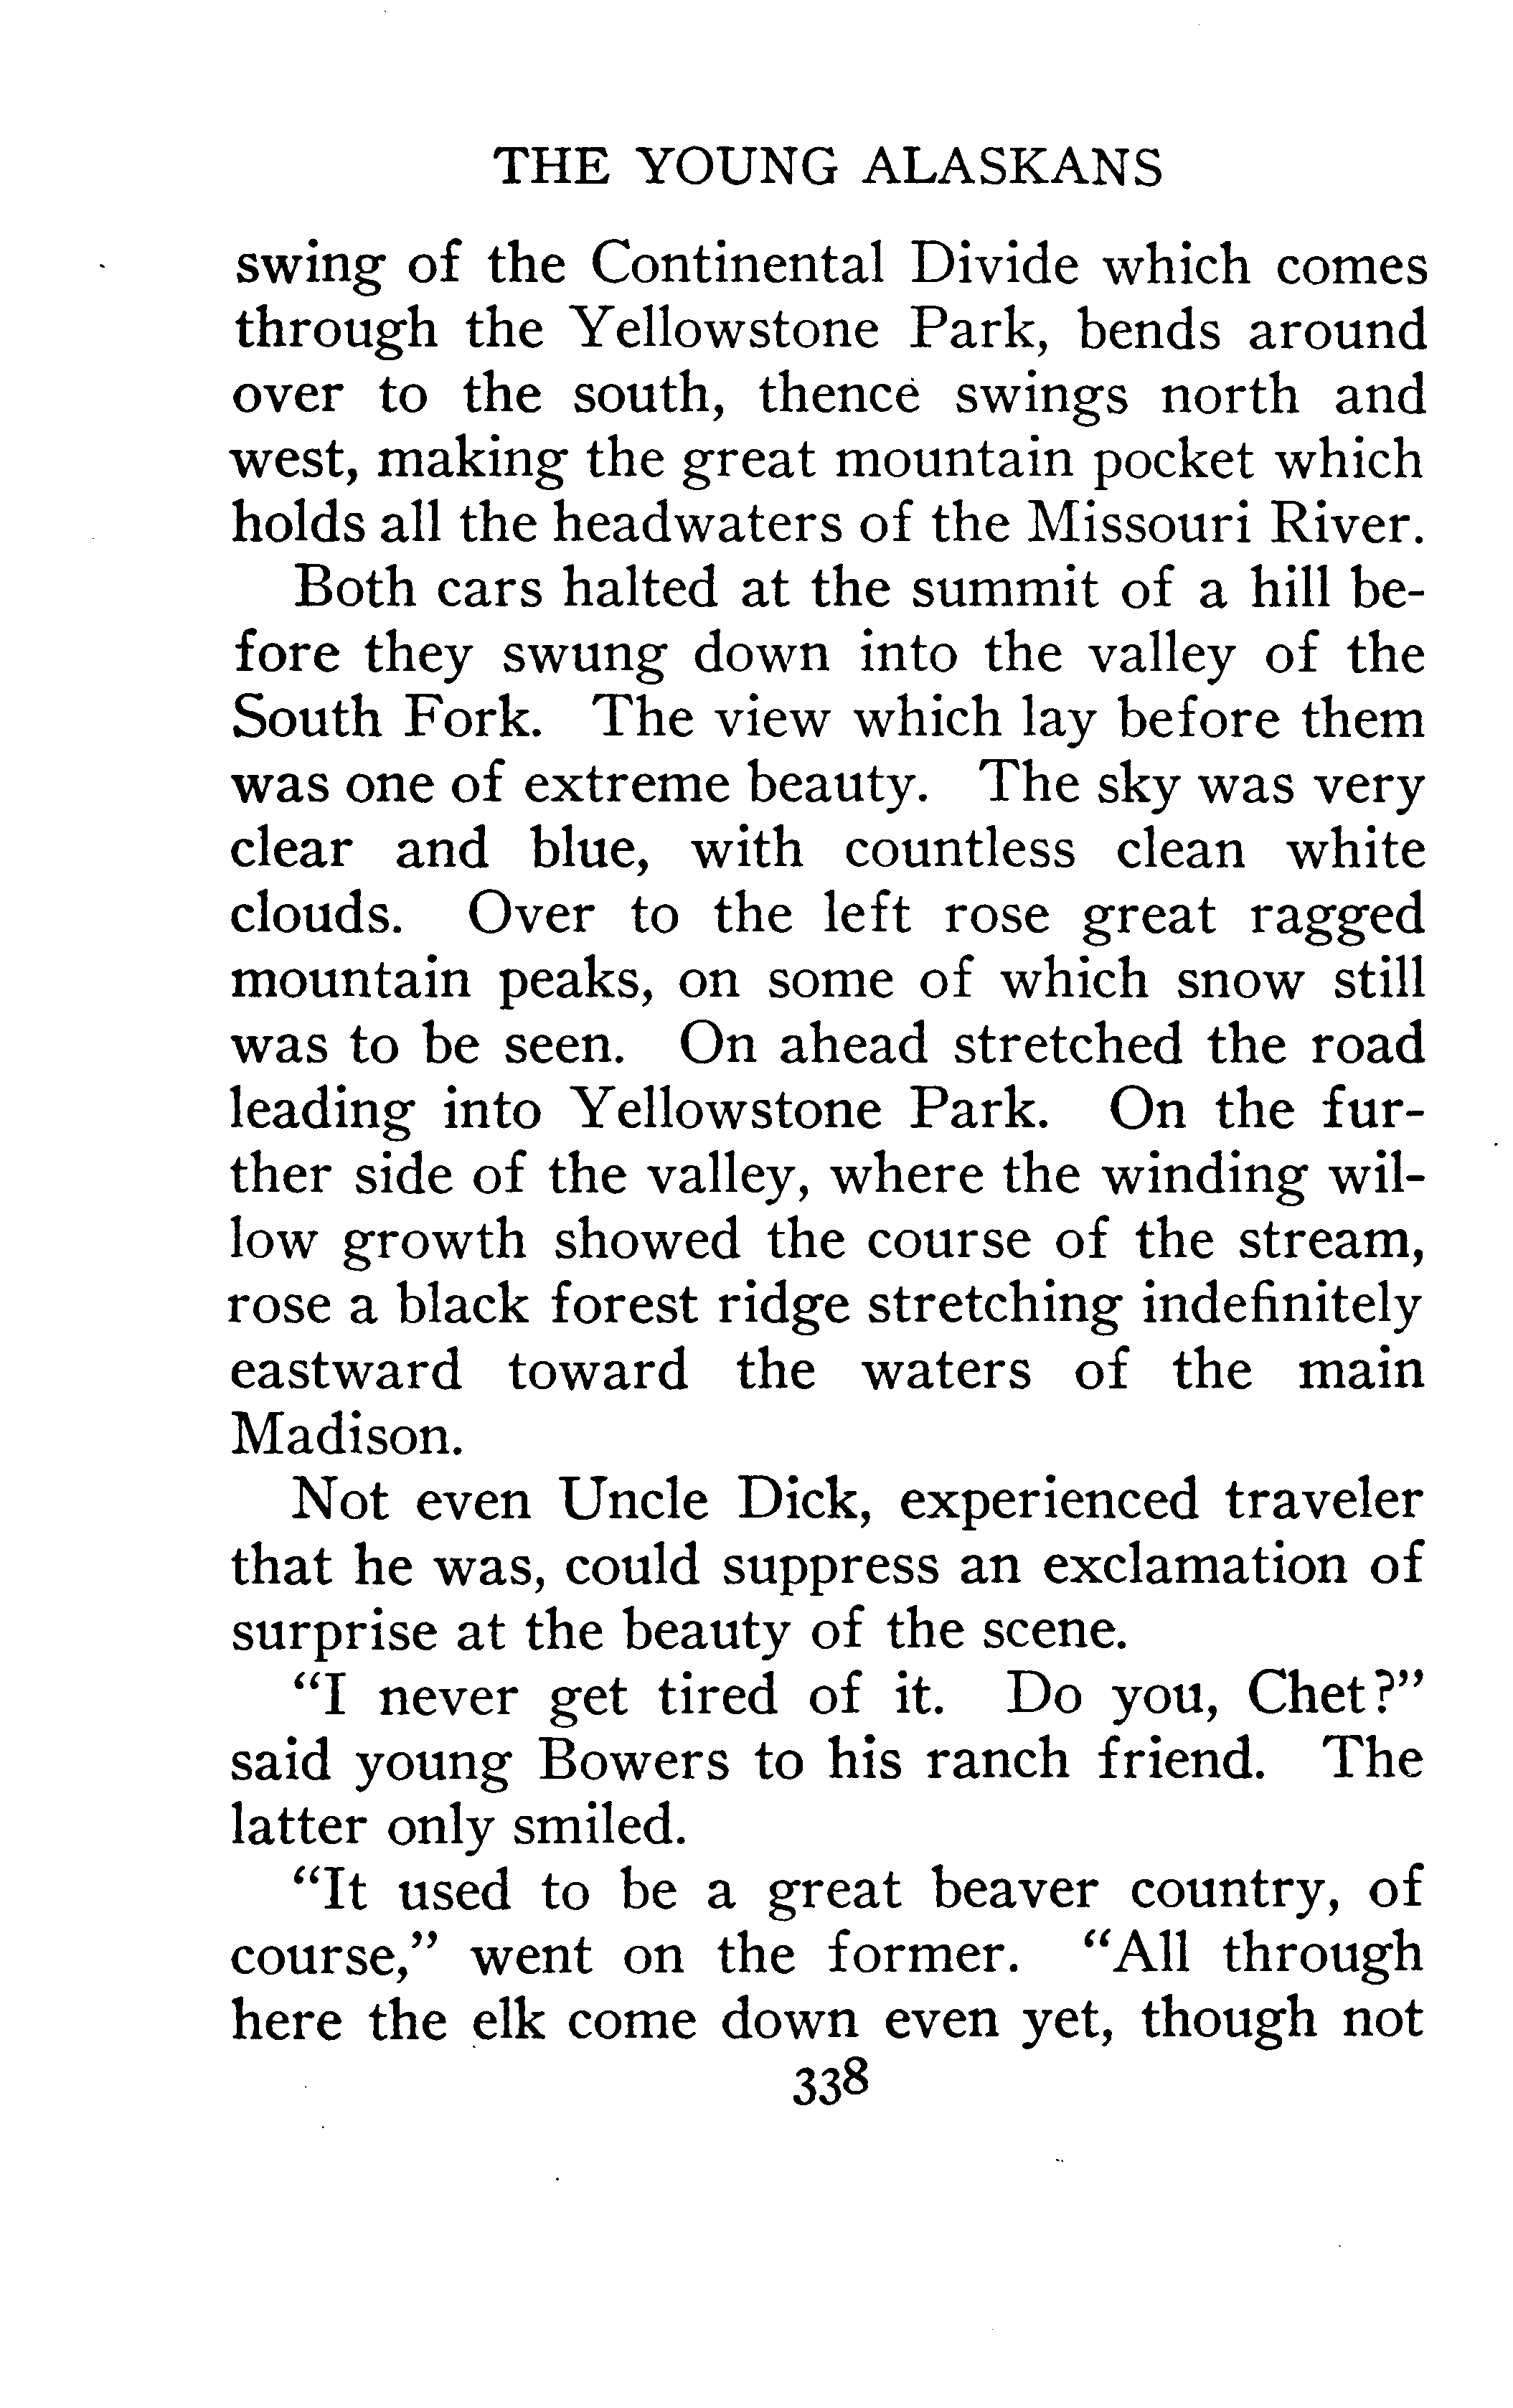 THE YOUNG ALASKANS
swing of the Continental Divide which comes
through the Yellowstone Park, bends around
over to the south, thence swings north and
west, making the great mountain pocket which
holds all the headwaters of the Missouri River.
Both cars halted at the summit of a hill be-
fore they swung down into the valley of the
South Fork. The view which lay before them
was one of extreme beauty. The sky was very
clear and blue, with countless clean white
clouds. Over to the left rose great ragged
mountain peaks, on some of which snow still
was to be seen. On ahead stretched the road
leading into Yellowstone Park. On the fur-
ther side of the valley, where the winding wil-
low growth showed the course of the stream,
rose a black forest ridge stretching indefinitely
eastward toward the waters of the main
Madison.
Not even Uncle Dick, experienced traveler
that he was, could suppress an exclamation of
surprise at the beauty of the scene.
“I never get tired of it. Do you, Chet?”
said young Bowers to his ranch friend. The
latter only smiled.
“It used to be a great beaver country, of
course,” went on the former. “All through
here the elk come down even yet, though not
338